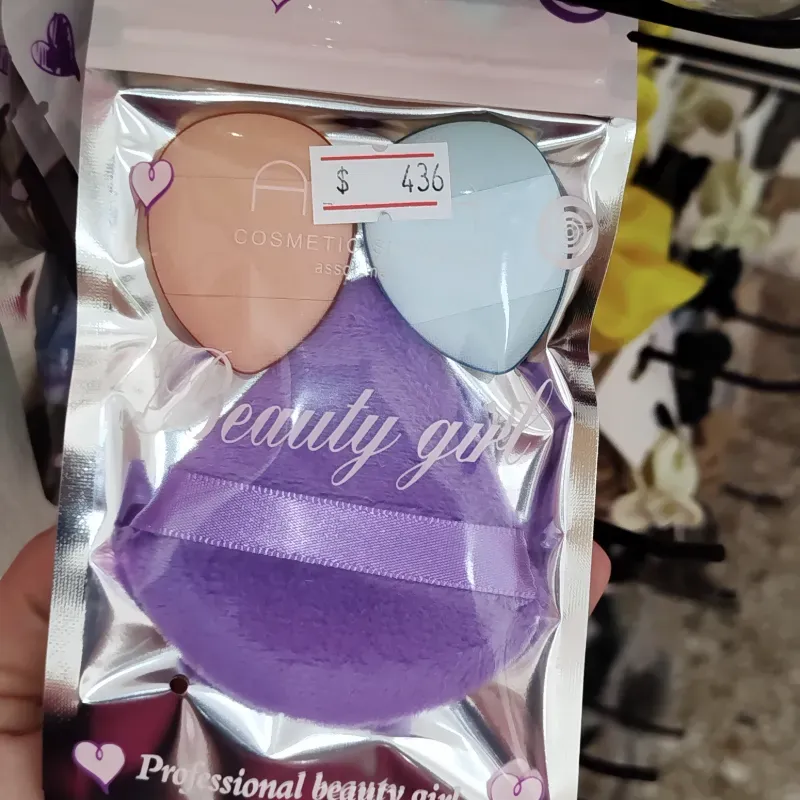 $ 436
COSMETIC
Beauty girl
Professional beauty girl